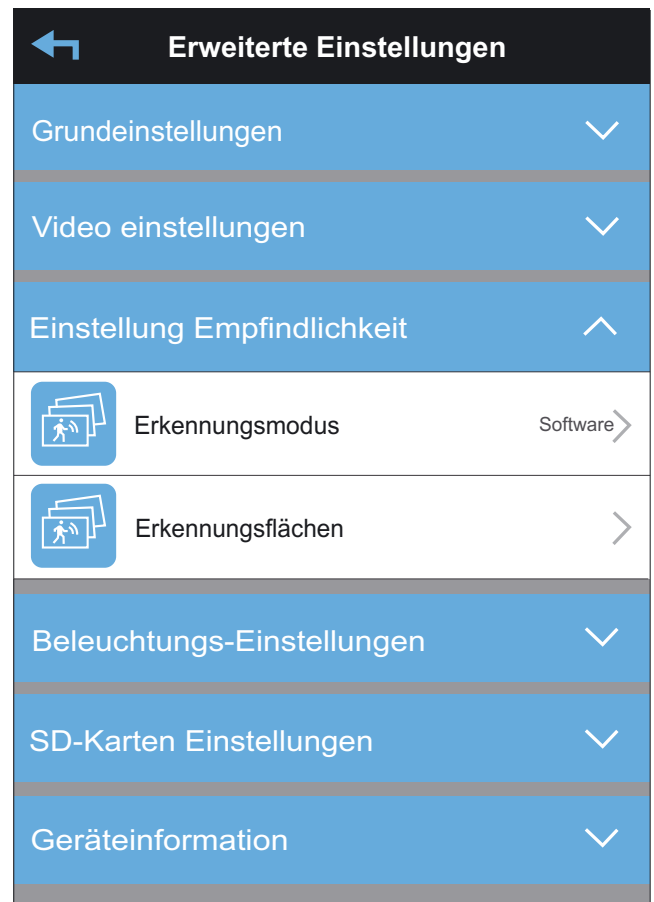 Erweiterte Einstellungen
Grundeinstellungen
Video einstellungen
Einstellung Empfindlichkeit
Erkennungsmodus Software
Erkennungsflächen
Beleuchtungs-Einstellungen
SD-Karten Einstellungen
Geräteinformation